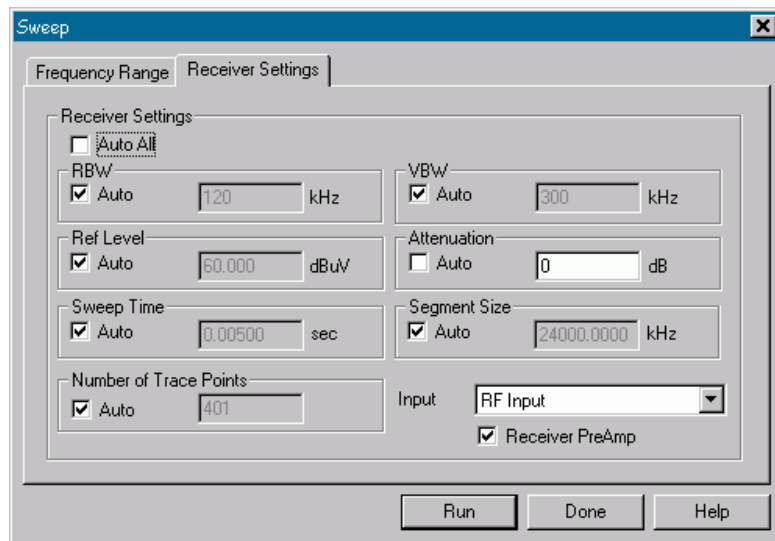 Sweep
Frequency Range
Receiver Settings
Receiver Settings
Auto All
RBW
Auto
120
kHz
VBW
Auto
300
kHz
Ref Level
Auto
60.000
dBuV
Attenuation
Auto
0
dB
Sweep Time
Auto
0.00500
sec
Segment Size
Auto
24000.0000
kHz
Number of Trace Points
Auto
401
Input
RF Input
Receiver PreAmp
Run
Done
Help